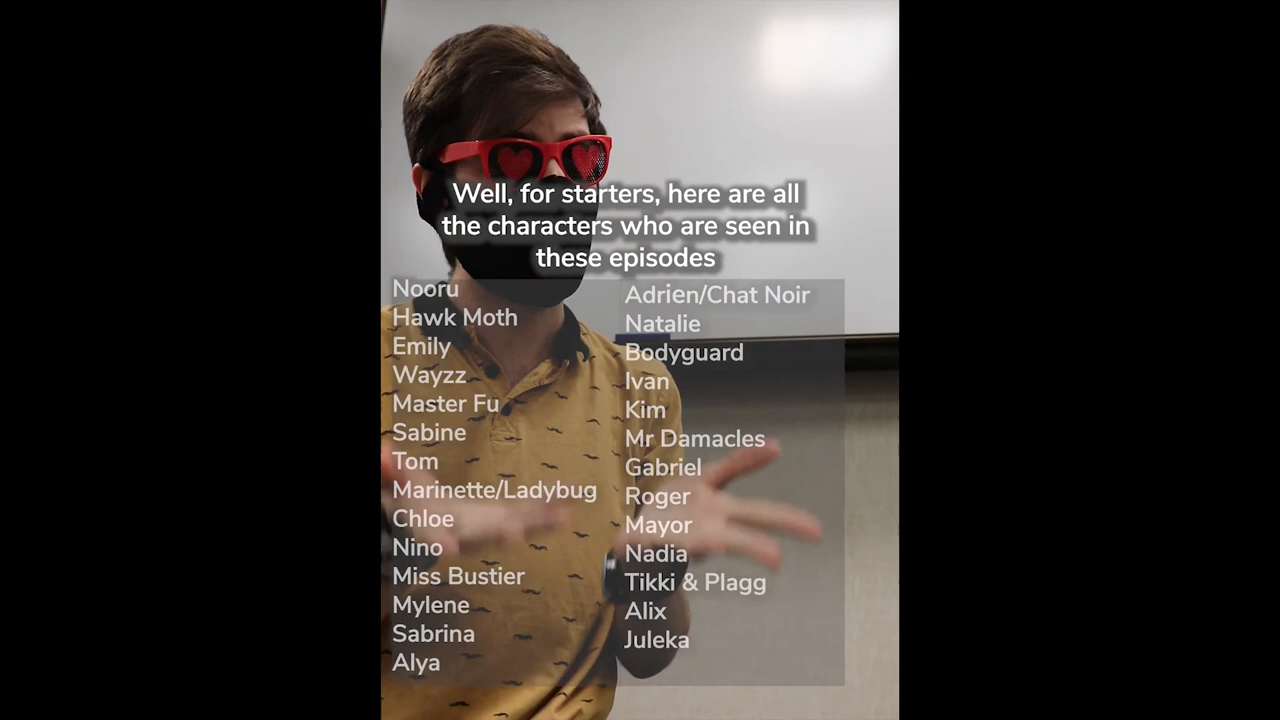 Well, for starters, here are all
the characters who are seen in
these episodes
Nooru
Hawk Moth
Emily
Wayzz
Master Fu
Sabine
Tom
Marinette/Ladybug
Chloe
Nino
Miss Bustier
Mylene
Sabrina
Alya
Adrien/Chat Noir
Natalie
Bodyguard
Ivan
Kim
Mr Damacles
Gabriel
Roger
Mayor
Nadia
Tikki & Plagg
Alix
Juleka